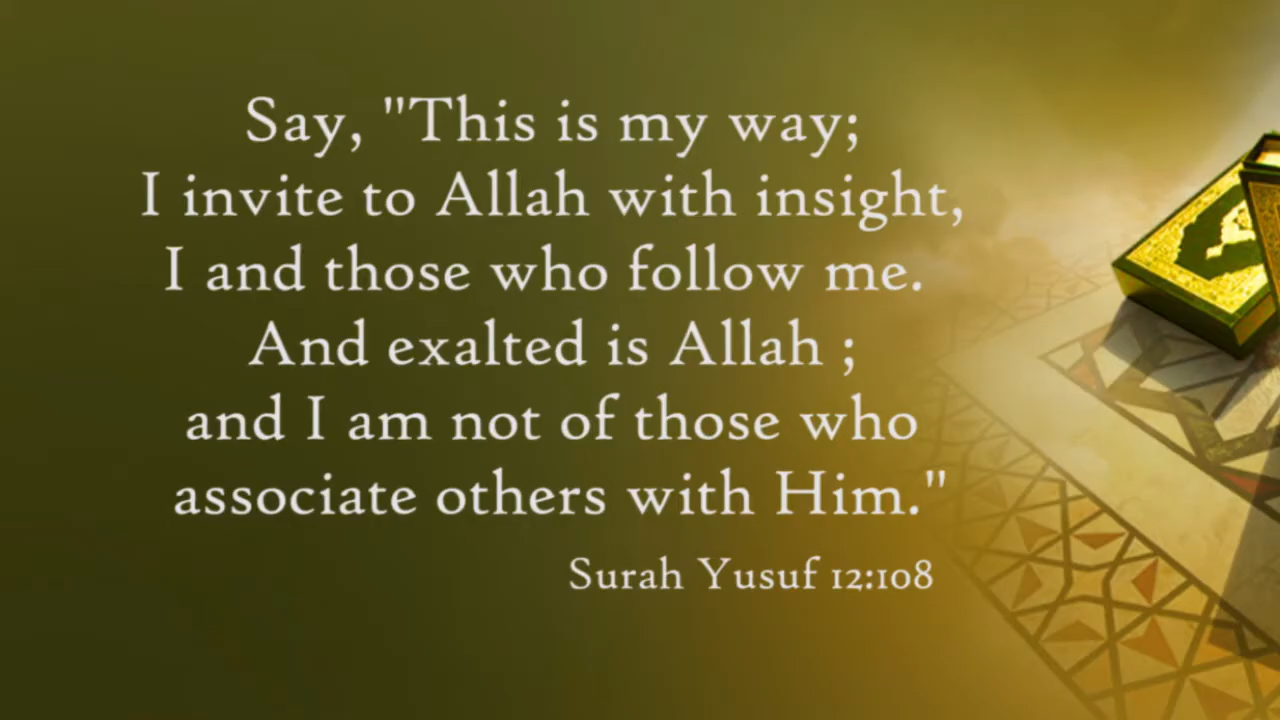 Say, "This is my way;
I invite to Allah with insight,
I and those who follow me.
And exalted is Allah ;
and I am not of those who
associate others with Him."
Surah Yusuf 12:108